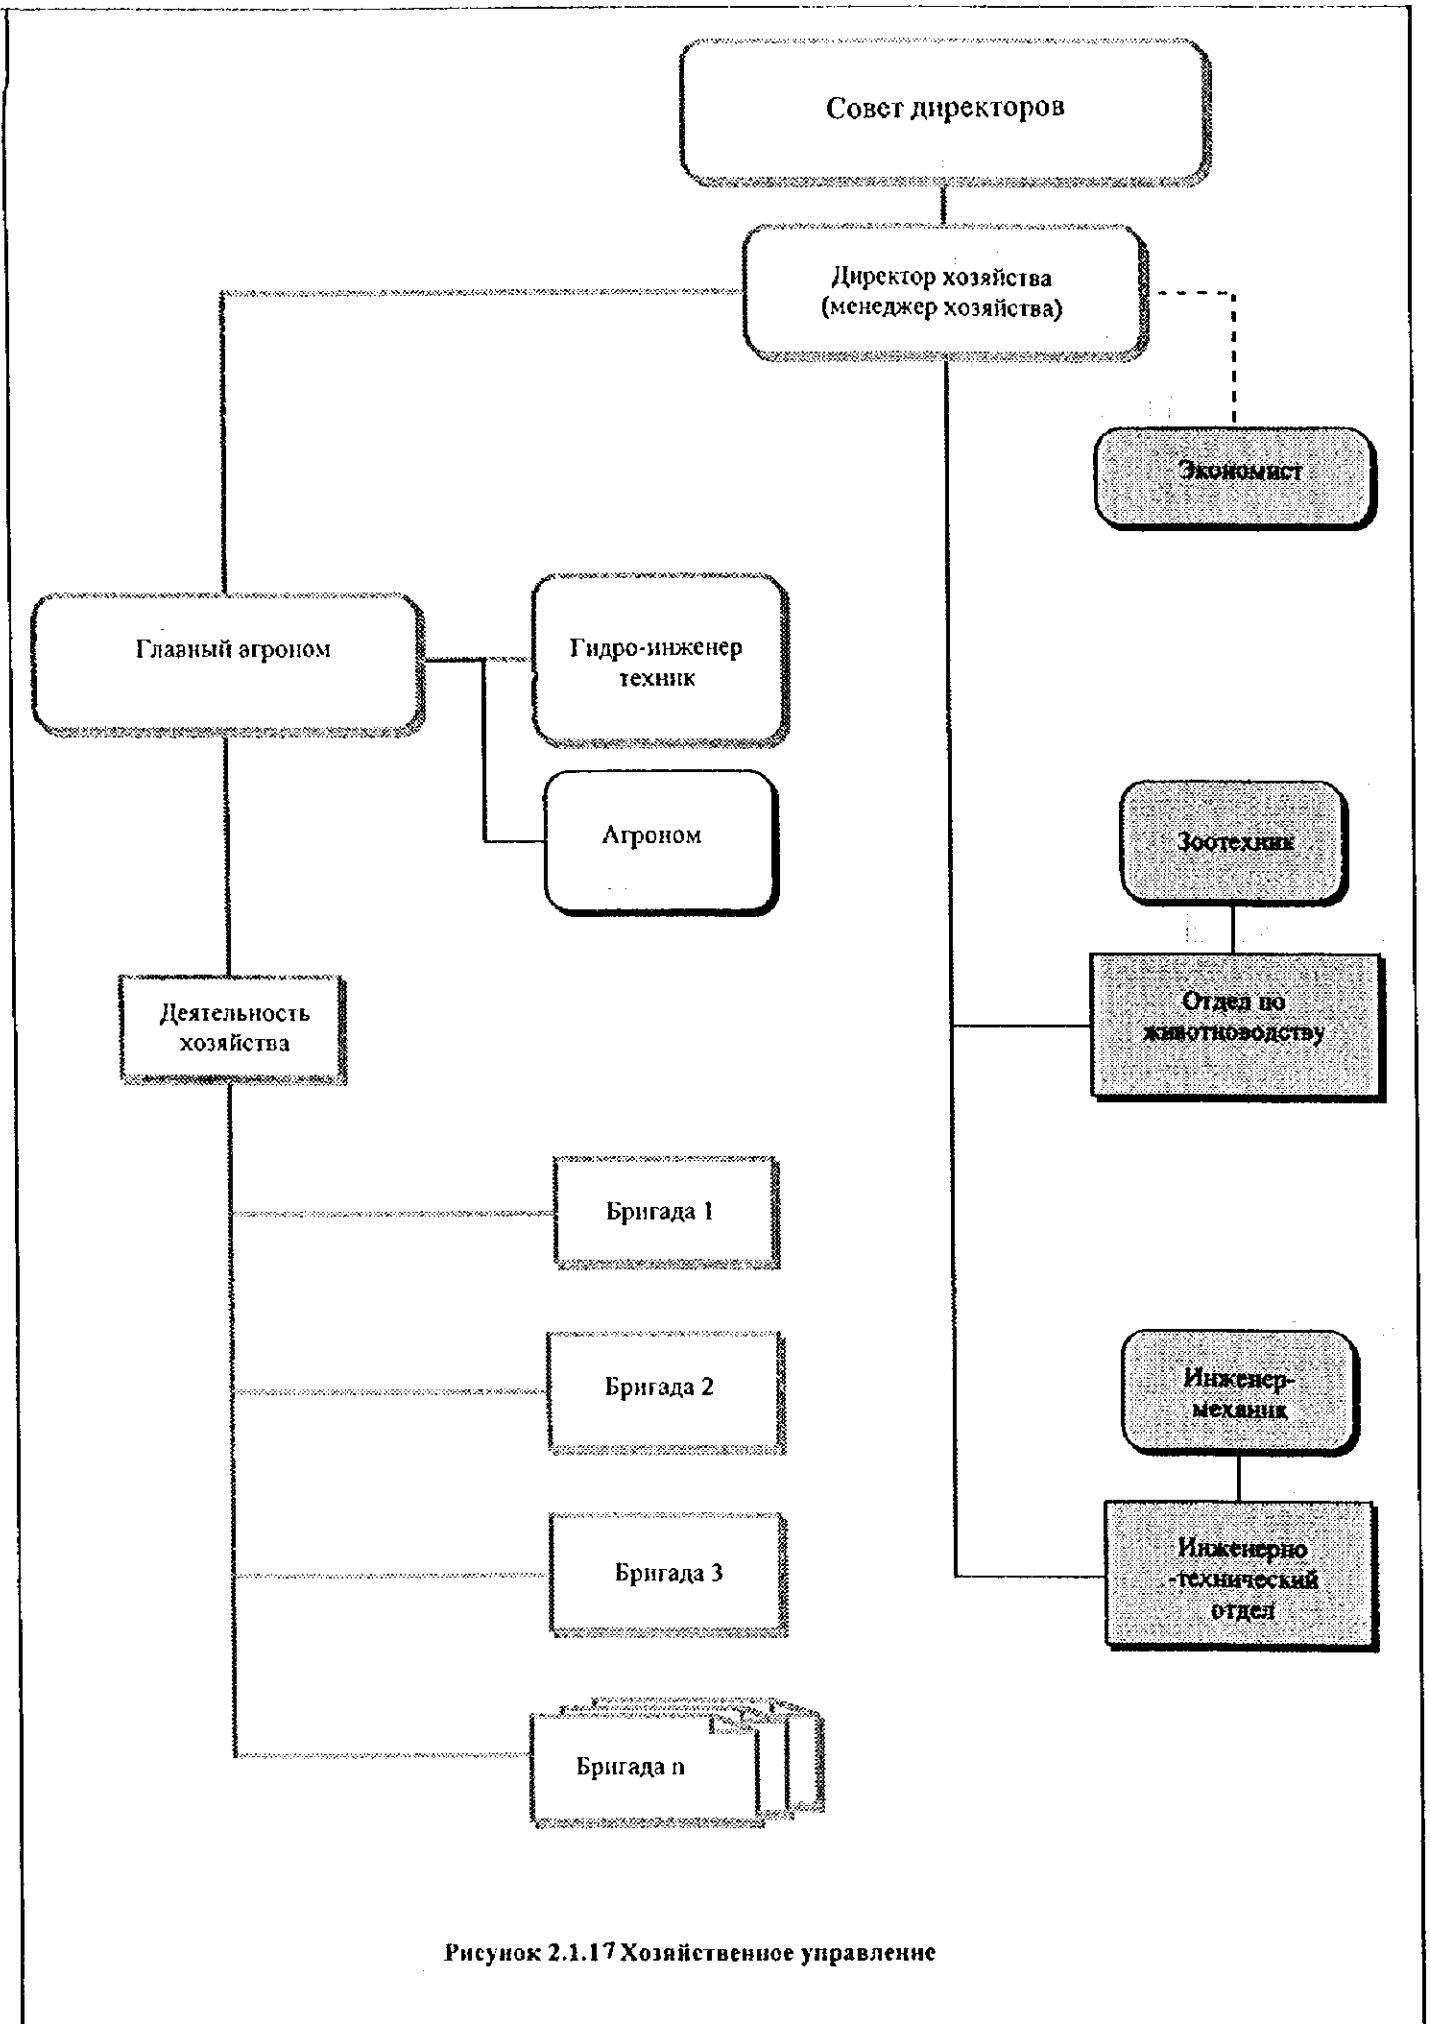 Совет директоров
Директор хозяйства
(менеджер хозяйства)
Экономист
Главный агроном
Гидро-инженер
техник
Агроном
Зоотехник
Деятельность
хозяйства
Отдел по
животноводству
Бригада 1
Бригада 2
Инженер-
механик
Бригада 3
Инженерно
-технический
отдел
Бригада n
Рисунок 2.1.17 Хозяйственное управление